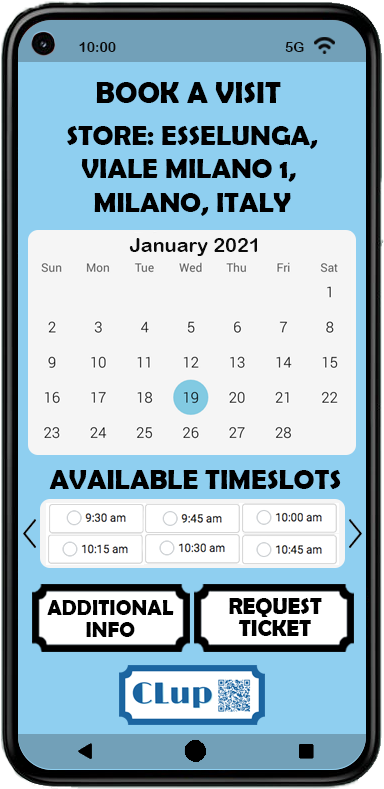 10:00 5G
BOOK A VISIT
STORE: ESSELUNGA,
VIALE MILANO 1,
MILANO, ITALY
January 2021
Sun Mon Tue Wed Thu Fri Sat
1
2 3 4 5 6 7 8
9 10 11 12 13 14 15
16 17 18 19 20 21 22
23 24 25 26 27 28
AVAILABLE TIMESLOTS
9:30 am 9:45 am 10:00 am
10:15 am 10:30 am 10:45 am
ADDITIONAL
INFO
REQUEST
TICKET
CLup